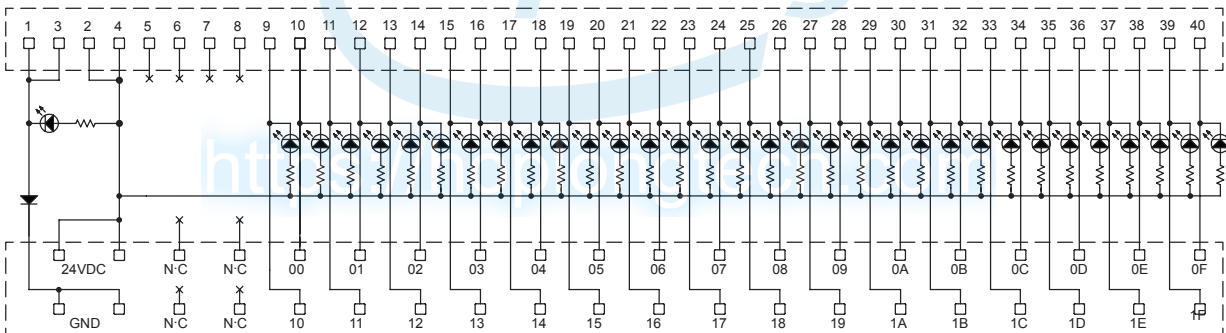 1 3 2 4 5 6 7 8 9 10 11 12 13 14 15 16 17 18 19 20 21 22 23 24 25 26 27 28 29 30 31 32 33 34 35 36 37 38 39 40
https://hoplongtech.com
24VDC N·C N·C 00 01 02 03 04 05 06 07 08 09 0A 0B 0C 0D 0E 0F
GND N·C N·C 10 11 12 13 14 15 16 17 18 19 1A 1B 1C 1D 1E 1F